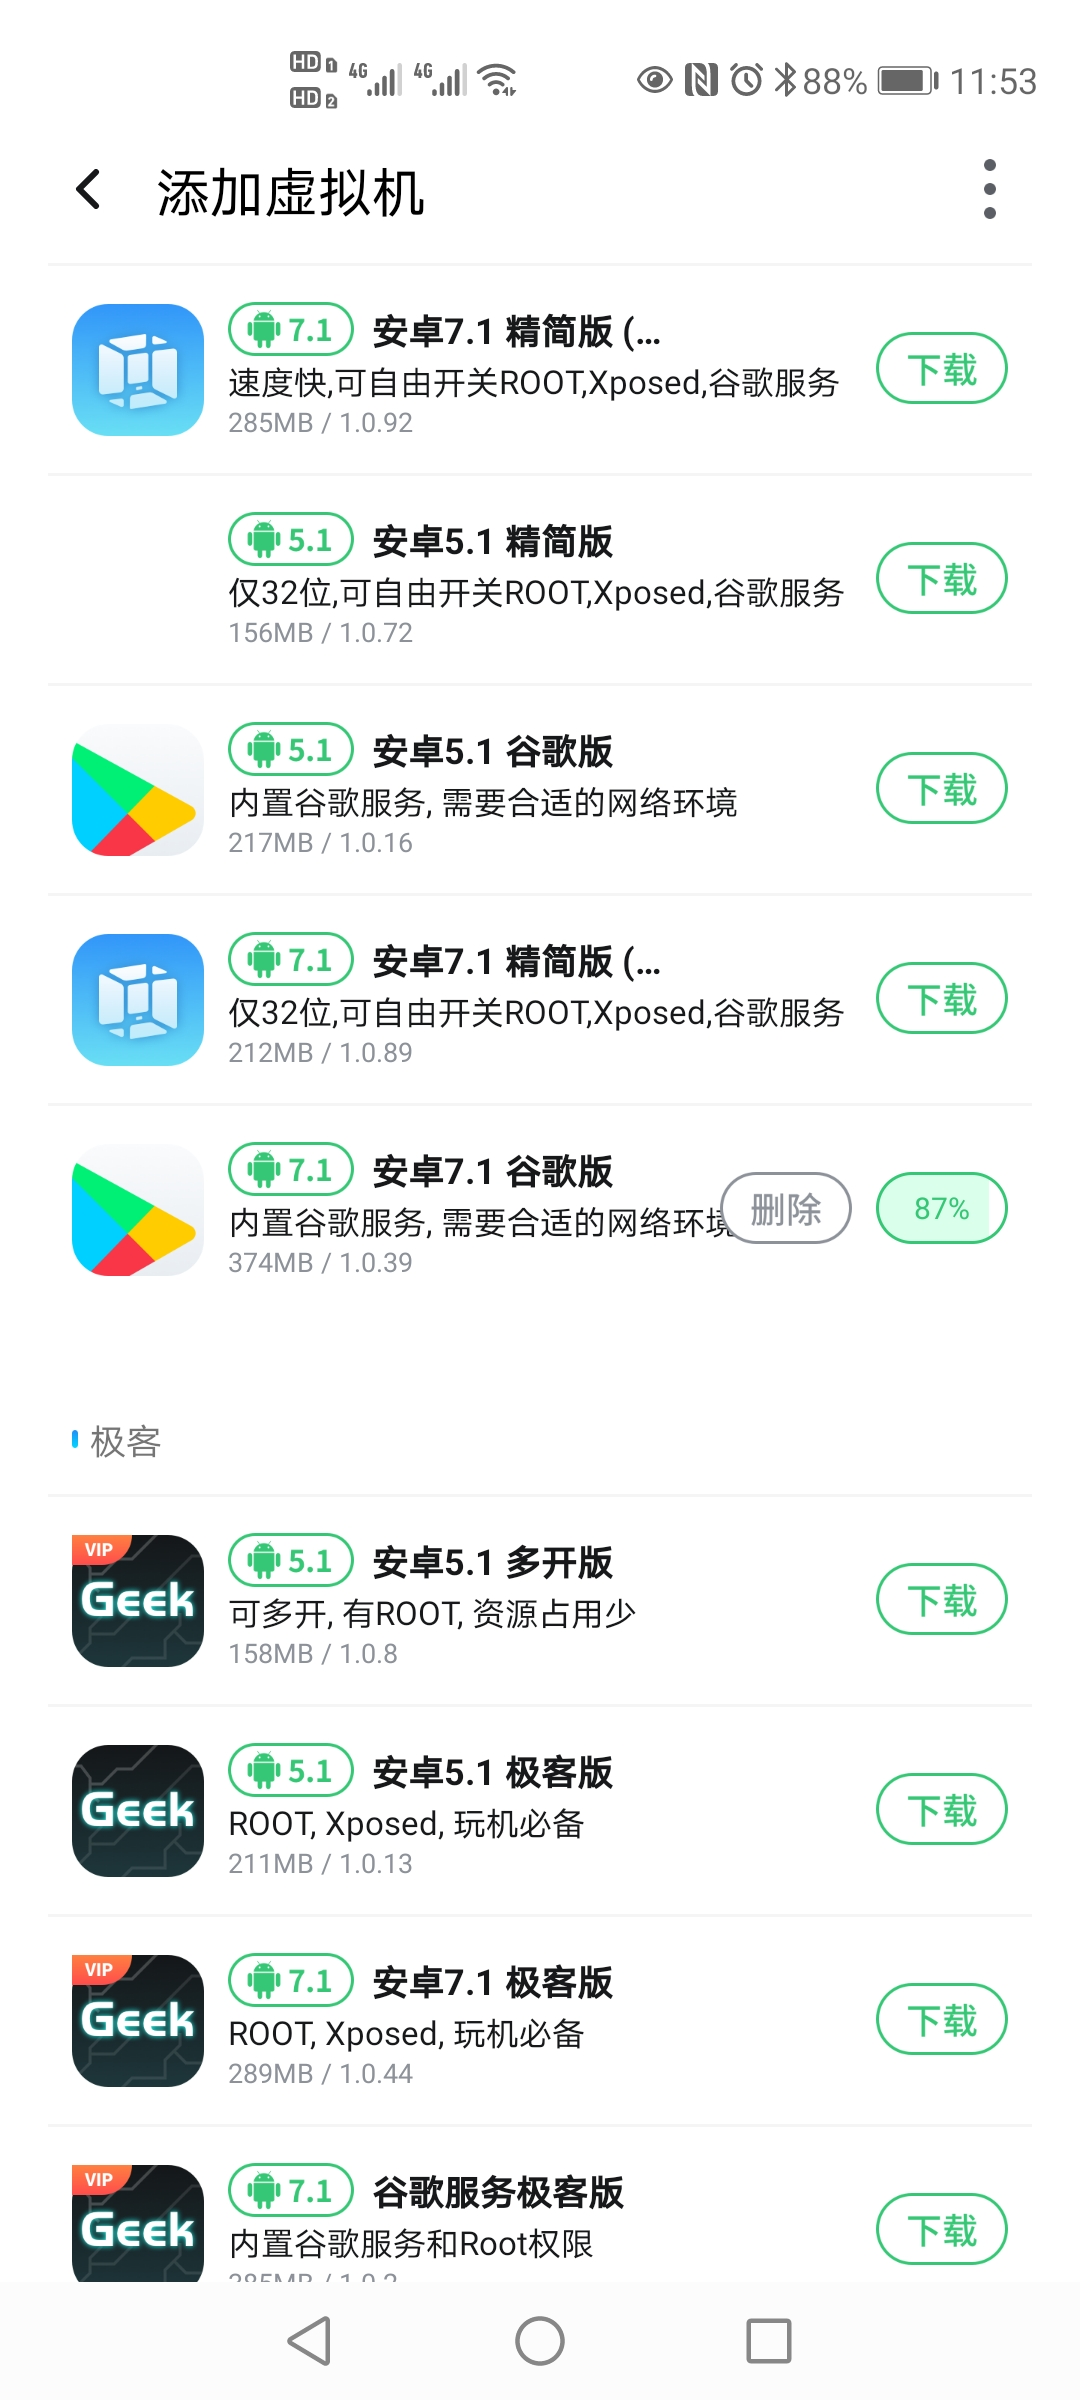 HD 1 4G 4G 88% 11:53
HD 2
添加虚拟机
7.1 安卓7.1 精简版 (...
速度快,可自由开关ROOT,Xposed,谷歌服务
285MB / 1.0.92
下载
5.1 安卓5.1 精简版
仅32位,可自由开关ROOT,Xposed,谷歌服务
156MB / 1.0.72
下载
5.1 安卓5.1 谷歌版
内置谷歌服务, 需要合适的网络环境
217MB / 1.0.16
下载
7.1 安卓7.1 精简版 (...
仅32位,可自由开关ROOT,Xposed,谷歌服务
212MB / 1.0.89
下载
7.1 安卓7.1 谷歌版
内置谷歌服务, 需要合适的网络环境
374MB / 1.0.39
删除 87%
极客
VIP
Geek
5.1 安卓5.1 多开版
可多开, 有ROOT, 资源占用少
158MB / 1.0.8
下载
Geek
5.1 安卓5.1 极客版
ROOT, Xposed, 玩机必备
211MB / 1.0.13
下载
VIP
Geek
7.1 安卓7.1 极客版
ROOT, Xposed, 玩机必备
289MB / 1.0.44
下载
VIP
Geek
7.1 谷歌服务极客版
内置谷歌服务和Root权限
下载